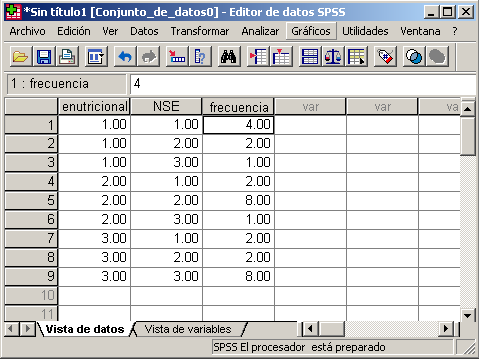 *Sin título1 [Conjunto_de_datos0] - Editor de datos SPSS
Archivo Edición Ver Datos Transformar Analizar Gráficos Utilidades Ventana ?
1 : frecuencia 4
enutricional NSE frecuencia var var va
1 1.00 1.00 4.00
2 1.00 2.00 2.00
3 1.00 3.00 1.00
4 2.00 1.00 2.00
5 2.00 2.00 8.00
6 2.00 3.00 1.00
7 3.00 1.00 2.00
8 3.00 2.00 2.00
9 3.00 3.00 8.00
10
11
Vista de datos Vista de variables
SPSS El procesador está preparado